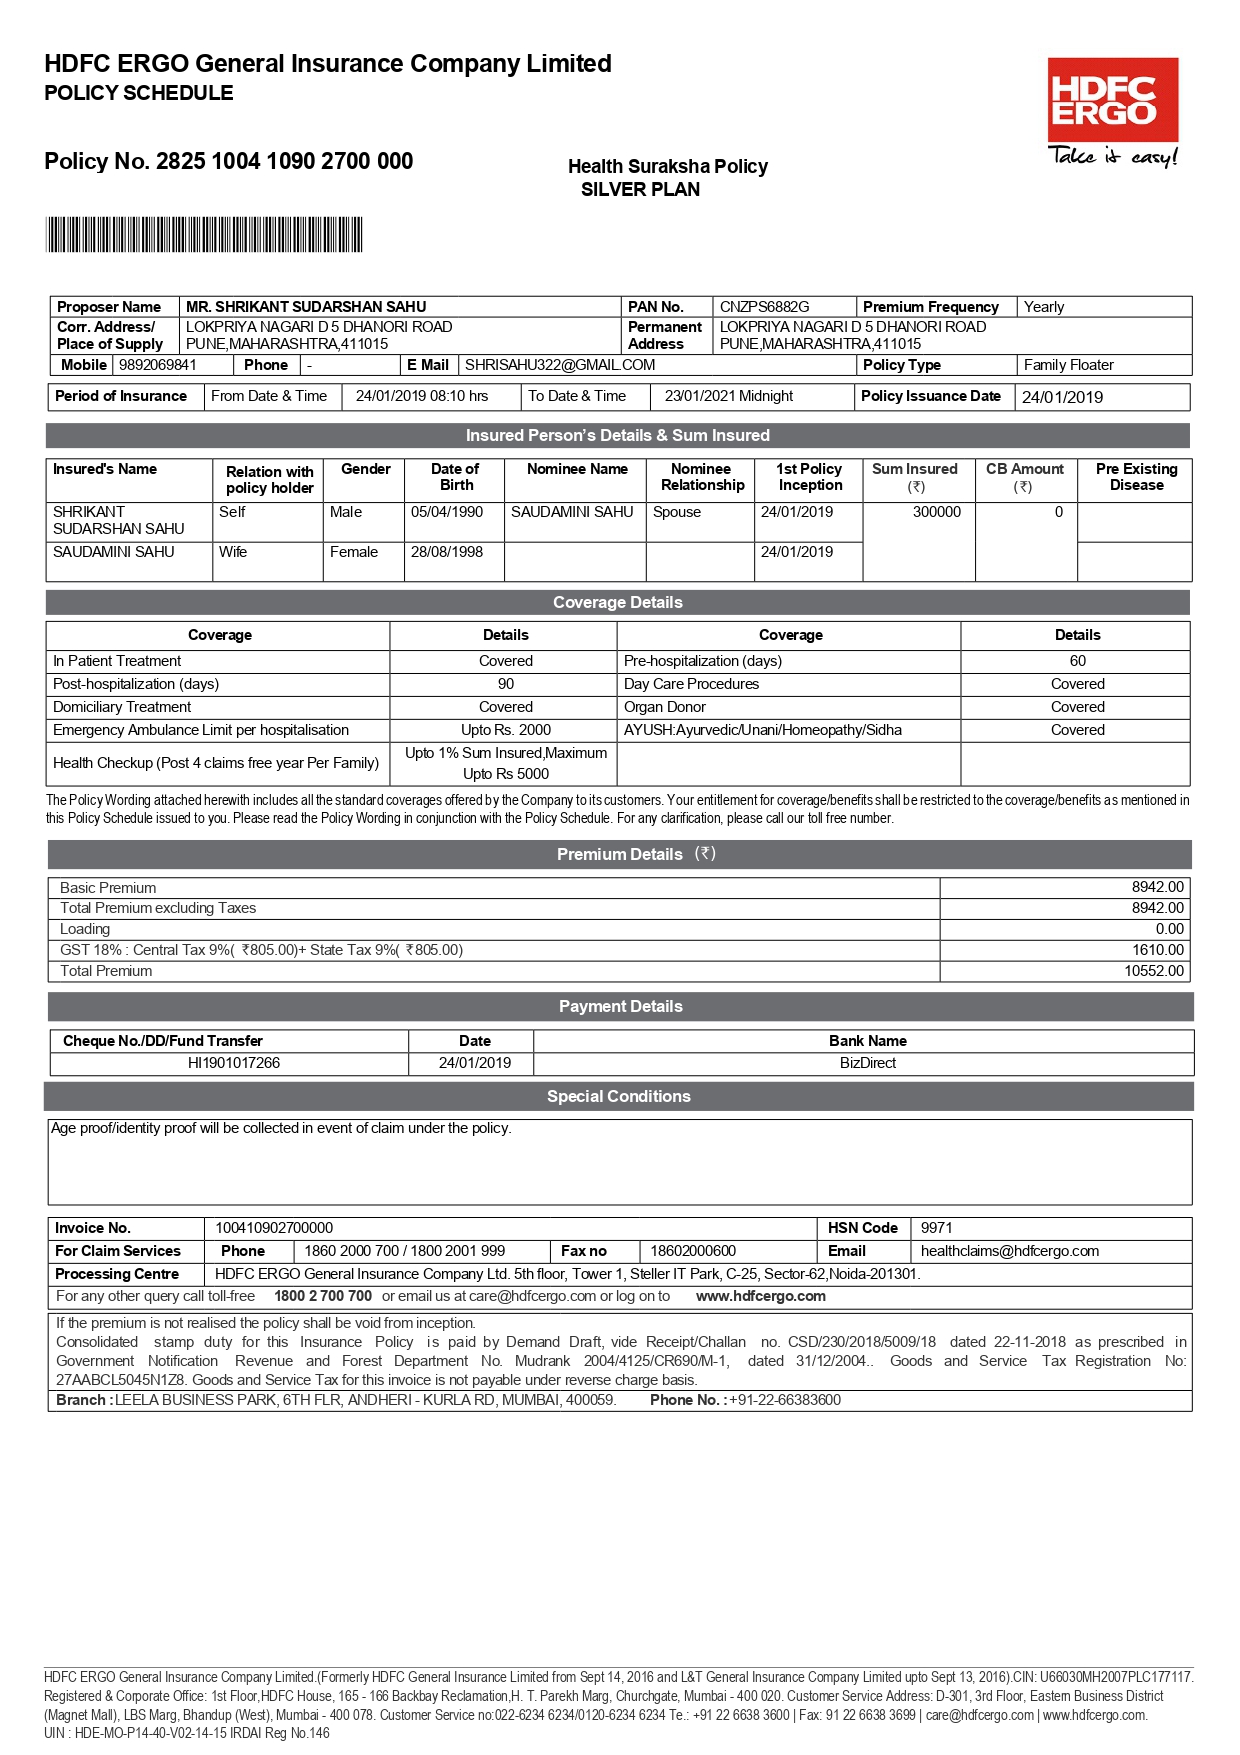 HDFC ERGO General Insurance Company Limited
POLICY SCHEDULE
HDFC
ERGO
Take it easy!
Policy No. 2825 1004 1090 2700 000
Health Suraksha Policy
SILVER PLAN
Proposer Name MR. SHRIKANT SUDARSHAN SAHU PAN No. CNZPS6882G Premium Frequency Yearly
Corr. Address/ LOKPRIYA NAGARI D 5 DHANORI ROAD Permanent LOKPRIYA NAGARI D 5 DHANORI ROAD
Place of Supply PUNE,MAHARASHTRA,411015 Address PUNE,MAHARASHTRA,411015
Mobile 9892069841 Phone - E Mail SHRISAHU322@GMAIL.COM Policy Type Family Floater
Period of Insurance From Date & Time 24/01/2019 08:10 hrs To Date & Time 23/01/2021 Midnight Policy Issuance Date 24/01/2019
Insured Person's Details & Sum Insured
Insured's Name Relation with Gender Date of Nominee Name Nominee 1st Policy Sum Insured CB Amount Pre Existing
policy holder Birth Relationship Inception (₹) (₹) Disease
SHRIKANT Self Male 05/04/1990 SAUDAMINI SAHU Spouse 24/01/2019 300000 0
SUDARSHAN SAHU
SAUDAMINI SAHU Wife Female 28/08/1998 24/01/2019
Coverage Details
Coverage Details Coverage Details
In Patient Treatment Covered Pre-hospitalization (days) 60
Post-hospitalization (days) 90 Day Care Procedures Covered
Domiciliary Treatment Covered Organ Donor Covered
Emergency Ambulance Limit per hospitalisation Upto Rs. 2000 AYUSH:Ayurvedic/Unani/Homeopathy/Sidha Covered
Health Checkup (Post 4 claims free year Per Family) Upto 1% Sum Insured,Maximum
Upto Rs 5000
The Policy Wording attached herewith includes all the standard coverages offered by the Company to its customers. Your entitlement for coverage/benefits shall be restricted to the coverage/benefits as mentioned in
this Policy Schedule issued to you. Please read the Policy Wording in conjunction with the Policy Schedule. For any clarification, please call our toll free number.
Premium Details (₹)
Basic Premium 8942.00
Total Premium excluding Taxes 8942.00
Loading 0.00
GST 18% : Central Tax 9%( ₹805.00)+ State Tax 9%( ₹805.00) 1610.00
Total Premium 10552.00
Payment Details
Cheque No./DD/Fund Transfer Date Bank Name
HI1901017266 24/01/2019 BizDirect
Special Conditions
Age proof/identity proof will be collected in event of claim under the policy.
Invoice No. 100410902700000 HSN Code 9971
For Claim Services Phone 1860 2000 700 / 1800 2001 999 Fax no 18602000600 Email healthclaims@hdfcergo.com
Processing Centre HDFC ERGO General Insurance Company Ltd. 5th floor, Tower 1, Steller IT Park, C-25, Sector-62,Noida-201301.
For any other query call toll-free 1800 2 700 700 or email us at care@hdfcergo.com or log on to www.hdfcergo.com
If the premium is not realised the policy shall be void from inception.
Consolidated stamp duty for this Insurance Policy is paid by Demand Draft, vide Receipt/Challan no. CSD/230/2018/5009/18 dated 22-11-2018 as prescribed in
Government Notification Revenue and Forest Department No. Mudrank 2004/4125/CR690/M-1, dated 31/12/2004.. Goods and Service Tax Registration No:
27AABCL5045N1Z8. Goods and Service Tax for this invoice is not payable under reverse charge basis.
Branch : LEELA BUSINESS PARK, 6TH FLR, ANDHERI - KURLA RD, MUMBAI, 400059. Phone No. : +91-22-66383600
HDFC ERGO General Insurance Company Limited.(Formerly HDFC General Insurance Limited from Sept 14, 2016 and L&T General Insurance Company Limited upto Sept 13, 2016).CIN: U66030MH2007PLC177117.
Registered & Corporate Office: 1st Floor,HDFC House, 165 - 166 Backbay Reclamation,H. T. Parekh Marg, Churchgate, Mumbai - 400 020. Customer Service Address: D-301, 3rd Floor, Eastern Business District
(Magnet Mall), LBS Marg, Bhandup (West), Mumbai - 400 078. Customer Service no:022-6234 6234/0120-6234 6234 Te.: +91 22 6638 3600 | Fax: 91 22 6638 3699 | care@hdfcergo.com | www.hdfcergo.com.
UIN : HDE-MO-P14-40-V02-14-15 IRDAI Reg No.146